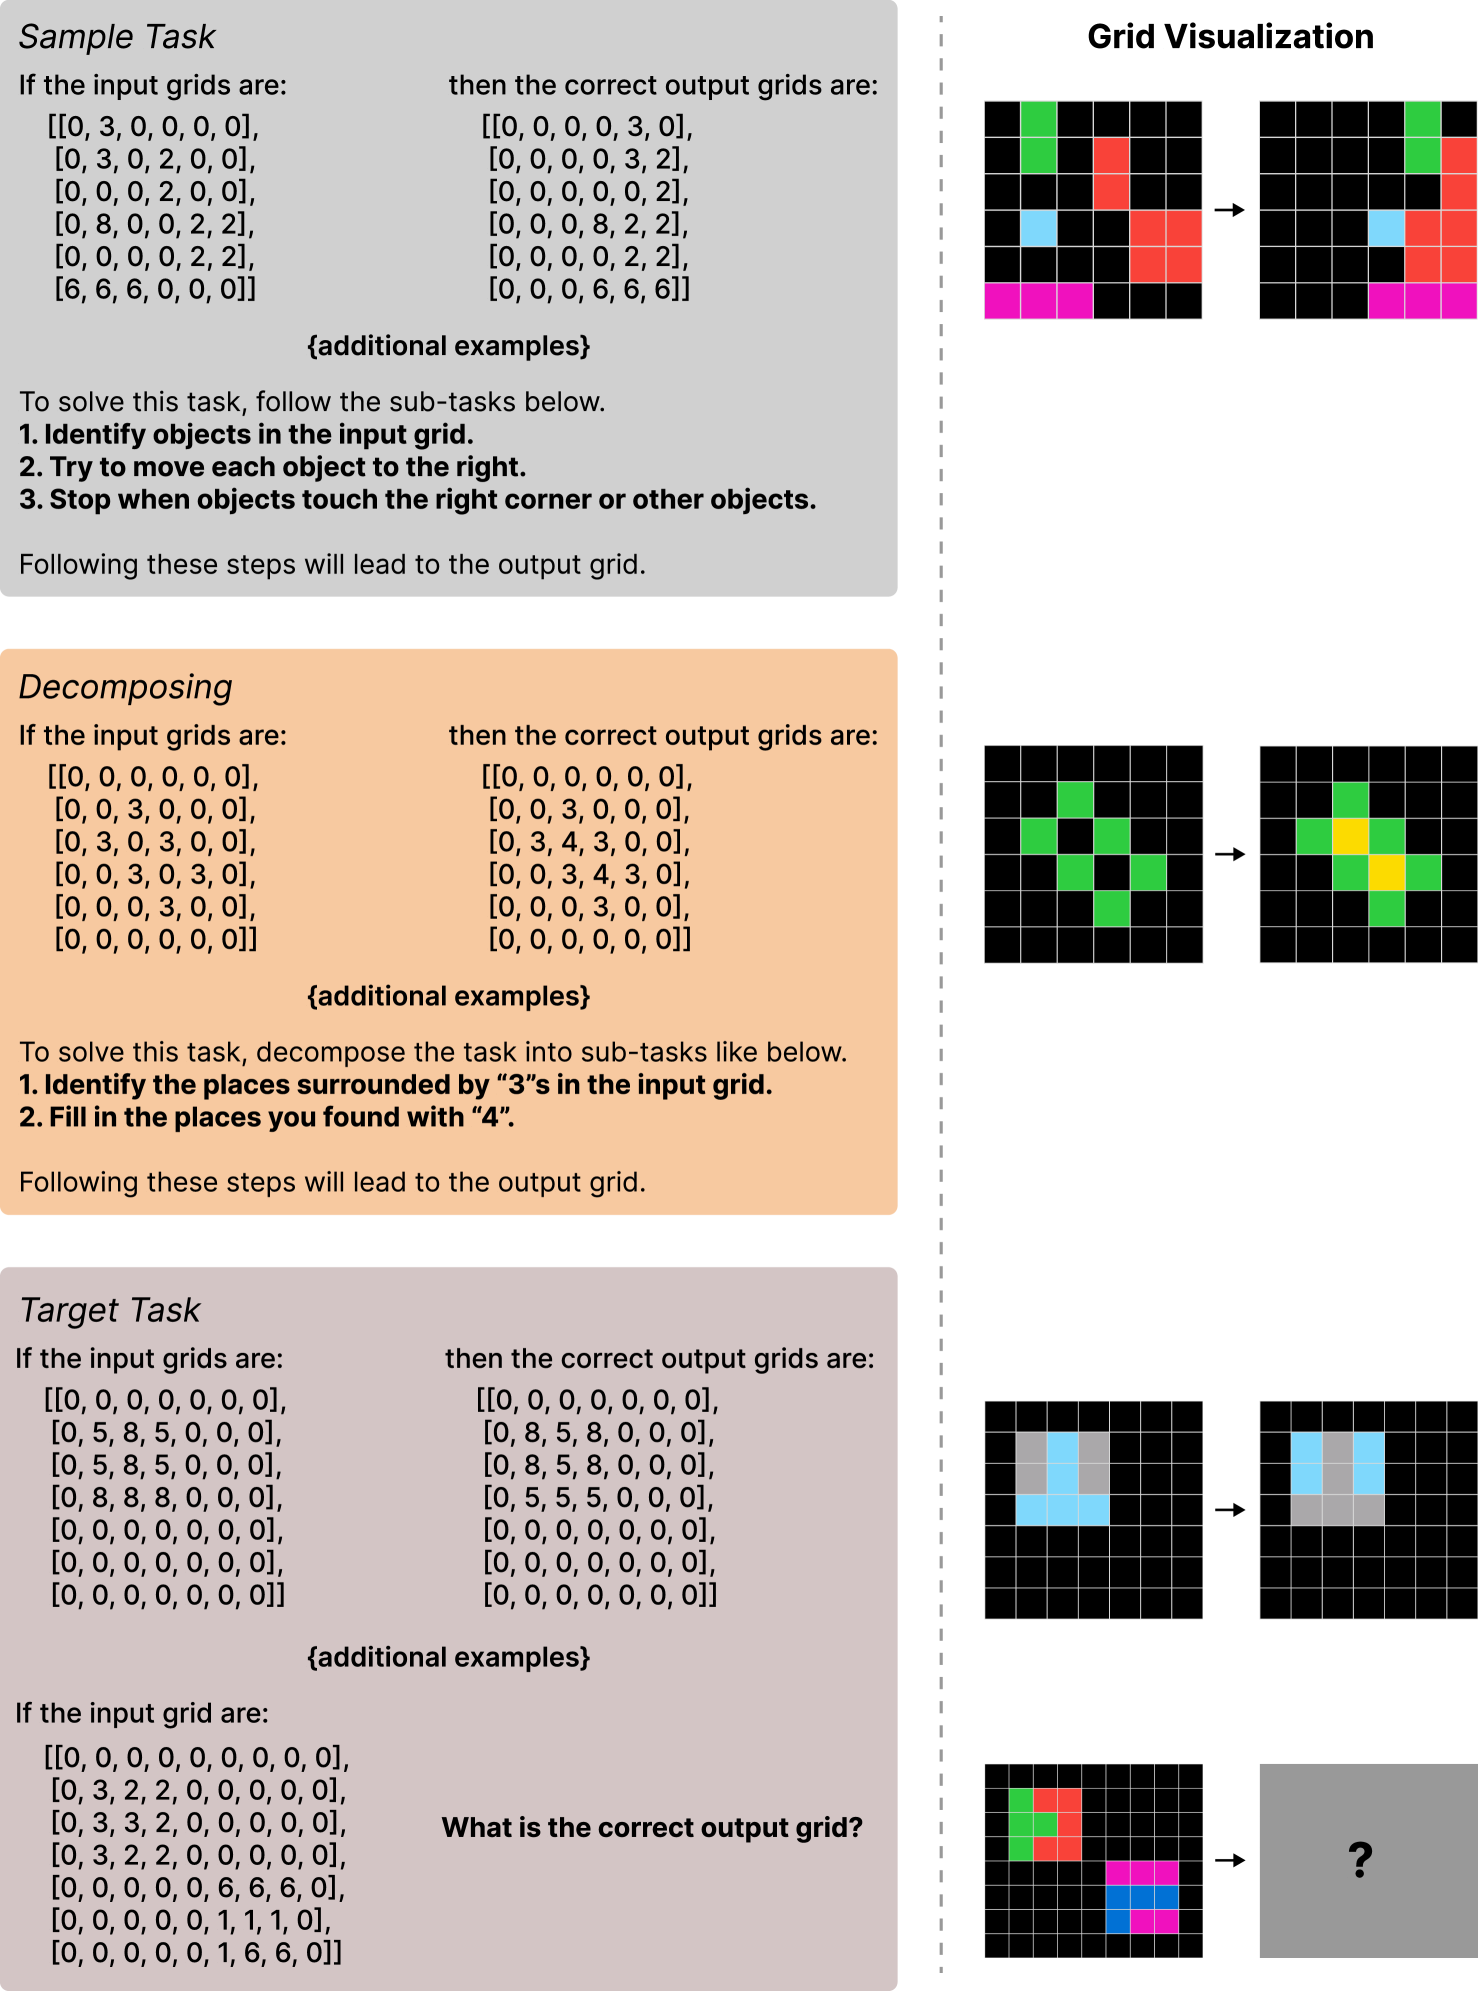 Sample Task
If the input grids are: then the correct output grids are:
[[0, 3, 0, 0, 0, 0], [[0, 0, 0, 0, 3, 0],
[0, 3, 0, 2, 0, 0], [0, 0, 0, 0, 3, 2],
[0, 0, 0, 2, 0, 0], [0, 0, 0, 0, 0, 2],
[0, 8, 0, 0, 2, 2], [0, 0, 0, 8, 2, 2],
[0, 0, 0, 0, 2, 2], [0, 0, 0, 0, 2, 2],
[6, 6, 6, 0, 0, 0]] [0, 0, 0, 6, 6, 6]]
{additional examples}
To solve this task, follow the sub-tasks below.
1. Identify objects in the input grid.
2. Try to move each object to the right.
3. Stop when objects touch the right corner or other objects.
Following these steps will lead to the output grid.
Grid Visualization
Decomposing
If the input grids are: then the correct output grids are:
[[0, 0, 0, 0, 0, 0], [[0, 0, 0, 0, 0, 0],
[0, 0, 3, 0, 0, 0], [0, 0, 3, 0, 0, 0],
[0, 3, 0, 3, 0, 0], [0, 3, 4, 3, 0, 0],
[0, 0, 3, 0, 3, 0], [0, 0, 3, 4, 3, 0],
[0, 0, 0, 3, 0, 0], [0, 0, 0, 3, 0, 0],
[0, 0, 0, 0, 0, 0]] [0, 0, 0, 0, 0, 0]]
{additional examples}
To solve this task, decompose the task into sub-tasks like below.
1. Identify the places surrounded by “3”s in the input grid.
2. Fill in the places you found with “4”.
Following these steps will lead to the output grid.
Target Task
If the input grids are: then the correct output grids are:
[[0, 0, 0, 0, 0, 0, 0], [[0, 0, 0, 0, 0, 0, 0],
[0, 5, 8, 5, 0, 0, 0], [0, 8, 5, 8, 0, 0, 0],
[0, 5, 8, 5, 0, 0, 0], [0, 8, 5, 8, 0, 0, 0],
[0, 8, 8, 8, 0, 0, 0], [0, 5, 5, 5, 0, 0, 0],
[0, 0, 0, 0, 0, 0, 0], [0, 0, 0, 0, 0, 0, 0],
[0, 0, 0, 0, 0, 0, 0], [0, 0, 0, 0, 0, 0, 0],
[0, 0, 0, 0, 0, 0, 0]] [0, 0, 0, 0, 0, 0, 0]]
{additional examples}
If the input grid are:
[[0, 0, 0, 0, 0, 0, 0, 0, 0],
[0, 3, 2, 2, 0, 0, 0, 0, 0],
[0, 3, 3, 2, 0, 0, 0, 0, 0],
[0, 3, 2, 2, 0, 0, 0, 0, 0],
[0, 0, 0, 0, 0, 6, 6, 6, 0],
[0, 0, 0, 0, 0, 1, 1, 1, 0],
[0, 0, 0, 0, 0, 1, 6, 6, 0]]
What is the correct output grid?
?